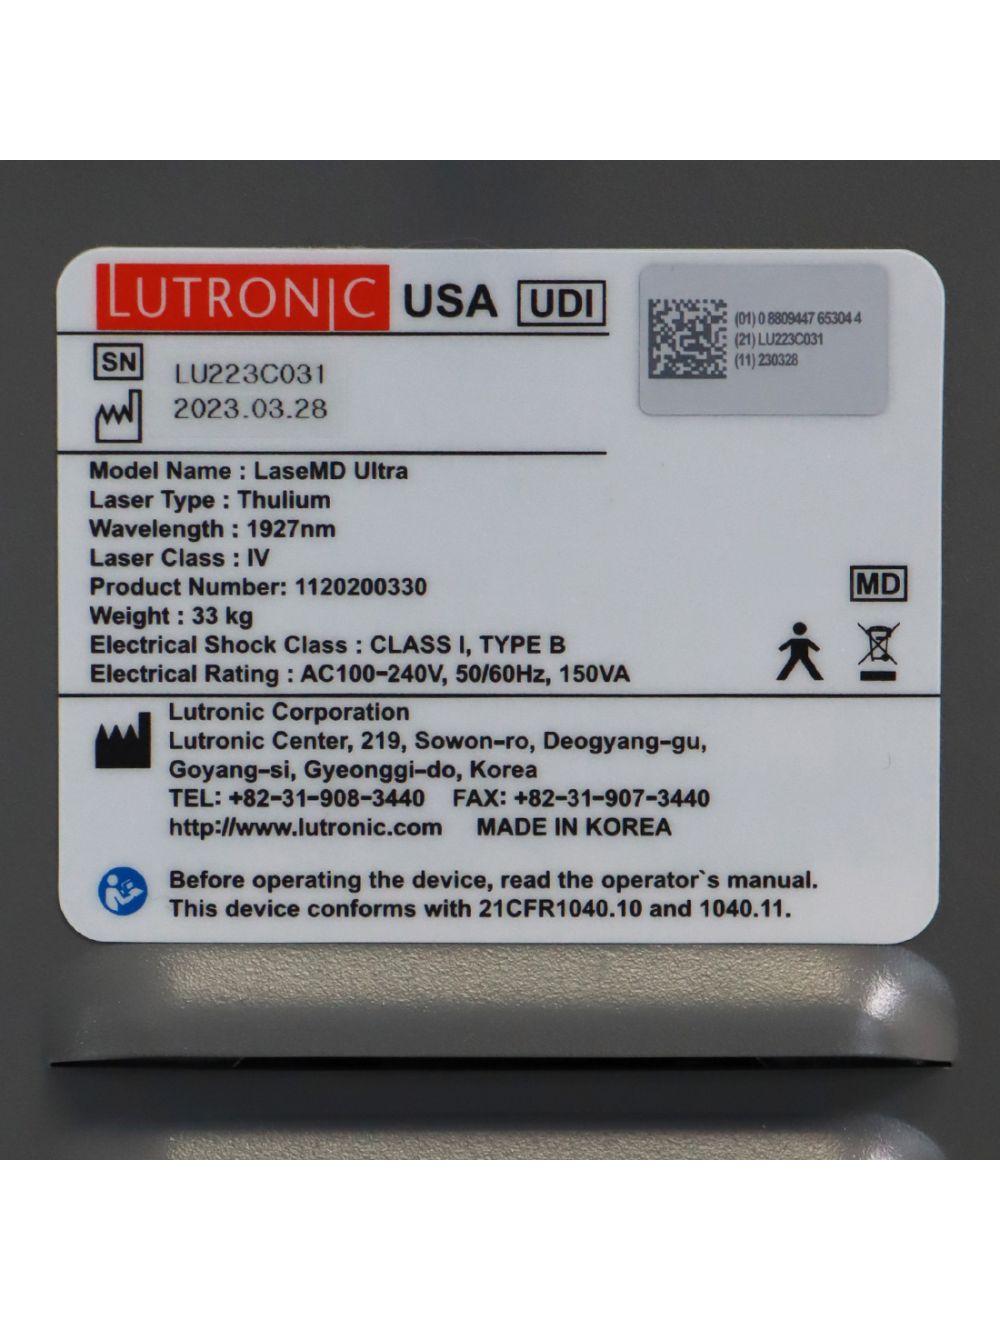 LUTRONIC USA UDI
(01) 0 8809447 65304 4
(21) LU223C031
(11) 230328
SN LU223C031
2023.03.28
Model Name : LaseMD Ultra
Laser Type : Thulium
Wavelength : 1927nm
Laser Class : IV
Product Number: 1120200330
Weight : 33 kg
Electrical Shock Class : CLASS I, TYPE B
Electrical Rating : AC100-240V, 50/60Hz, 150VA
MD
Lutronic Corporation
Lutronic Center, 219, Sowon-ro, Deogyang-gu,
Goyang-si, Gyeonggi-do, Korea
TEL: +82-31-908-3440 FAX: +82-31-907-3440
http://www.lutronic.com MADE IN KOREA
Before operating the device, read the operator`s manual.
This device conforms with 21CFR1040.10 and 1040.11.